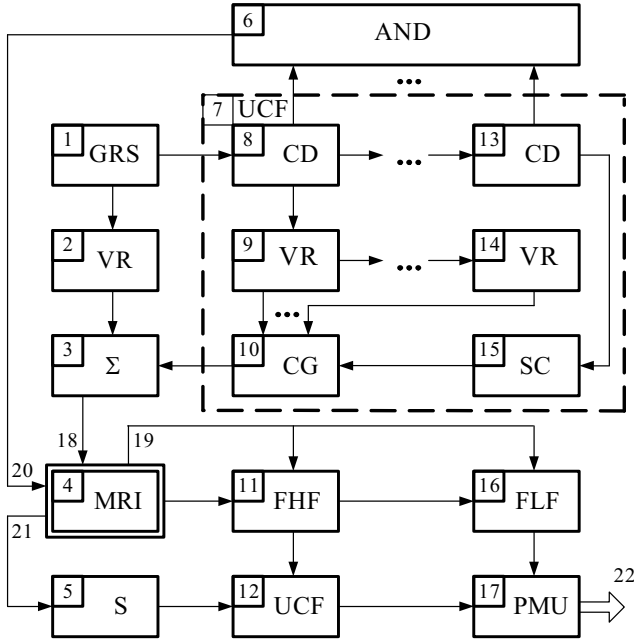 6 AND
...
7 UCF
1 GRS
8 CD
...
13 CD
2 VR
9 VR
...
14 VR
...
3 Σ
10 CG
15 SC
18
19
20
4 MRI
11 FHF
16 FLF
21
5 S
12 UCF
17 PMU
22